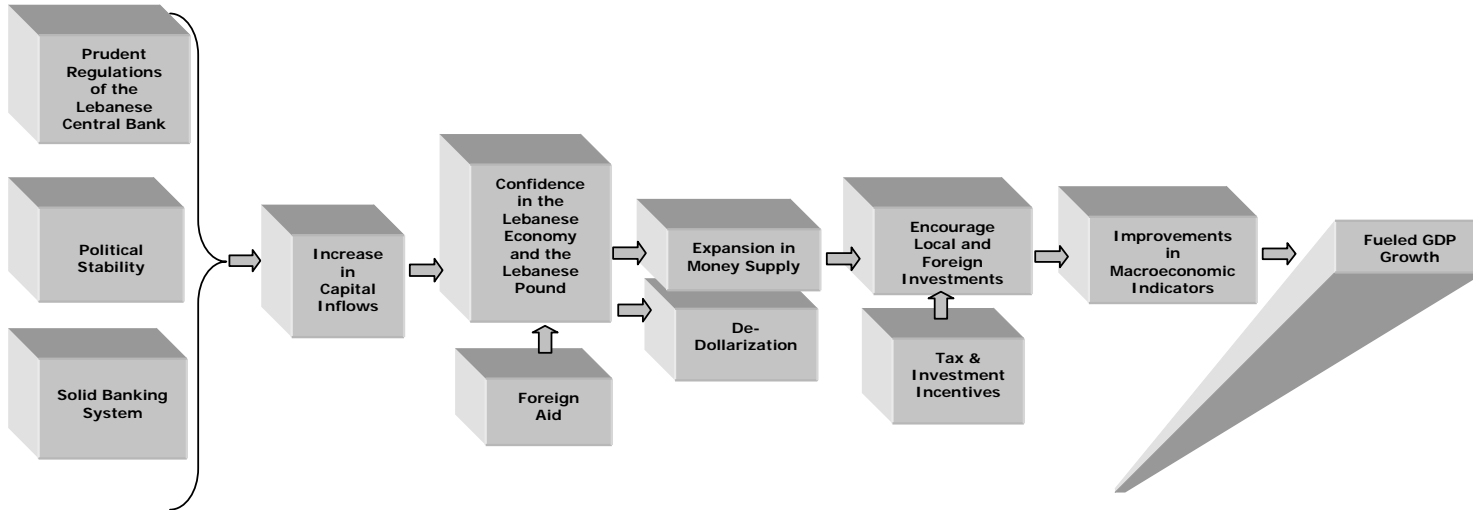 Prudent
Regulations
of the
Lebanese
Central Bank
Political
Stability
Solid Banking
System
Increase
in
Capital
Inflows
Confidence
in the
Lebanese
Economy
and the
Lebanese
Pound
Foreign
Aid
Expansion in
Money Supply
De-
Dollarization
Encourage
Local and
Foreign
Investments
Tax &
Investment
Incentives
Improvements
in
Macroeconomic
Indicators
Fueled GDP
Growth